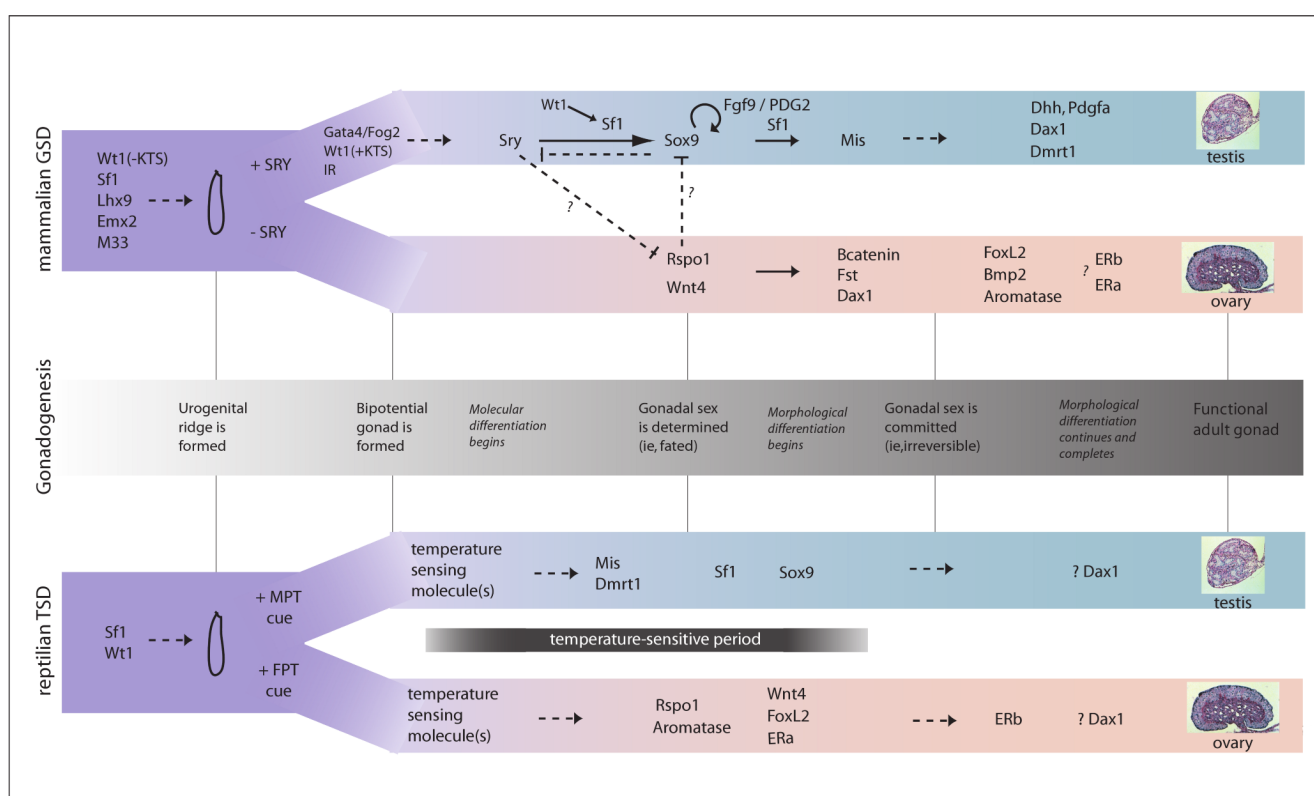 mammalian GSD
Wt1(-KTS)
Sf1
Lhx9
Emx2
M33
+ SRY
- SRY
Gata4/Fog2
Wt1(+KTS)
IR
Sry
Wt1
Sf1
Sox9
Fgf9 / PDG2
Sf1
Mis
Dhh, Pdgfa
Dax1
Dmrt1
testis
?
?
Rspo1
Wnt4
Bcatenin
Fst
Dax1
FoxL2
Bmp2
Aromatase
?
ERb
ERa
ovary
Gonadogenesis
Urogenital
ridge is
formed
Bipotential
gonad is
formed
Molecular
differentiation
begins
Gonadal sex
is determined
(ie, fated)
Morphological
differentiation
begins
Gonadal sex is
committed
(ie,irreversible)
Morphological
differentiation
continues and
completes
Functional
adult gonad
reptilian TSD
Sf1
Wt1
+ MPT
cue
+ FPT
cue
temperature
sensing
molecule(s)
Mis
Dmrt1
Sf1
Sox9
? Dax1
testis
temperature-sensitive period
temperature
sensing
molecule(s)
Rspo1
Aromatase
Wnt4
FoxL2
ERa
ERb
? Dax1
ovary